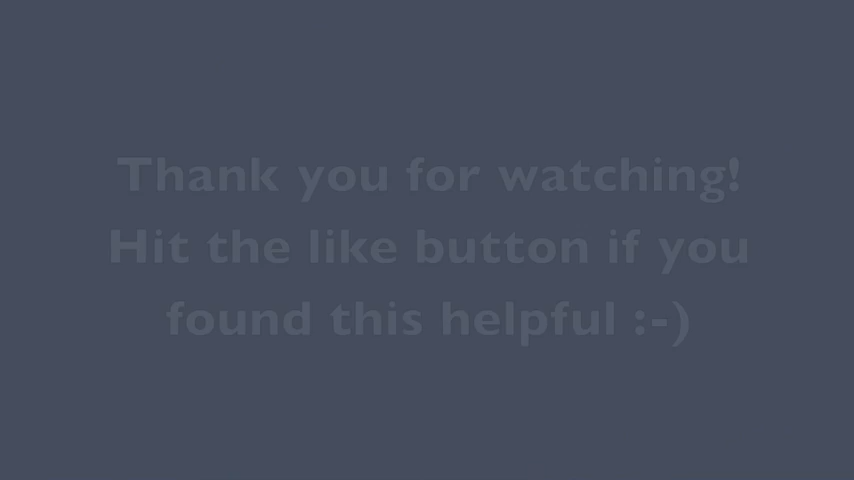 Thank you for watching!
Hit the like button if you
found this helpful :-)